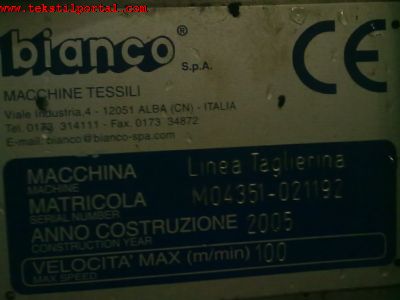 www.tekstilportal.com
bianco® S.p.A. CE
MACCHINE TESSILI
Viale Industria,4 - 12051 ALBA (CN) - ITALIA
Tel. 0173 314111 - Fax. 0173 34872
E-mail: bianco@bianco-spa.com
MACCHINA Linea Taglierina
MACHINE
MATRICOLA M04351-021192
SERIAL NUMBER
ANNO COSTRUZIONE 2005
CONSTRUCTION YEAR
VELOCITA' MAX (m/min) 100
MAX SPEED